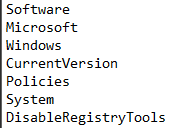 Software
Microsoft
Windows
CurrentVersion
Policies
System
DisableRegistryTools